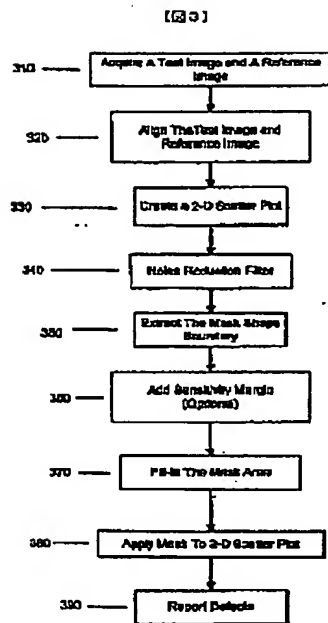 [図3]
310
Acquire A Test Image and A Reference
Image
320
Align The Test Image and
Reference Image
330
Create a 2-D Scatter Plot
340
Noise Reduction Filter
350
Extract The Mask Shape
Boundary
360
Add Sensitivity Margin
(Optional)
370
Fill-in The Mask Area
380
Apply Mask To 2-D Scatter Plot
390
Report Defects